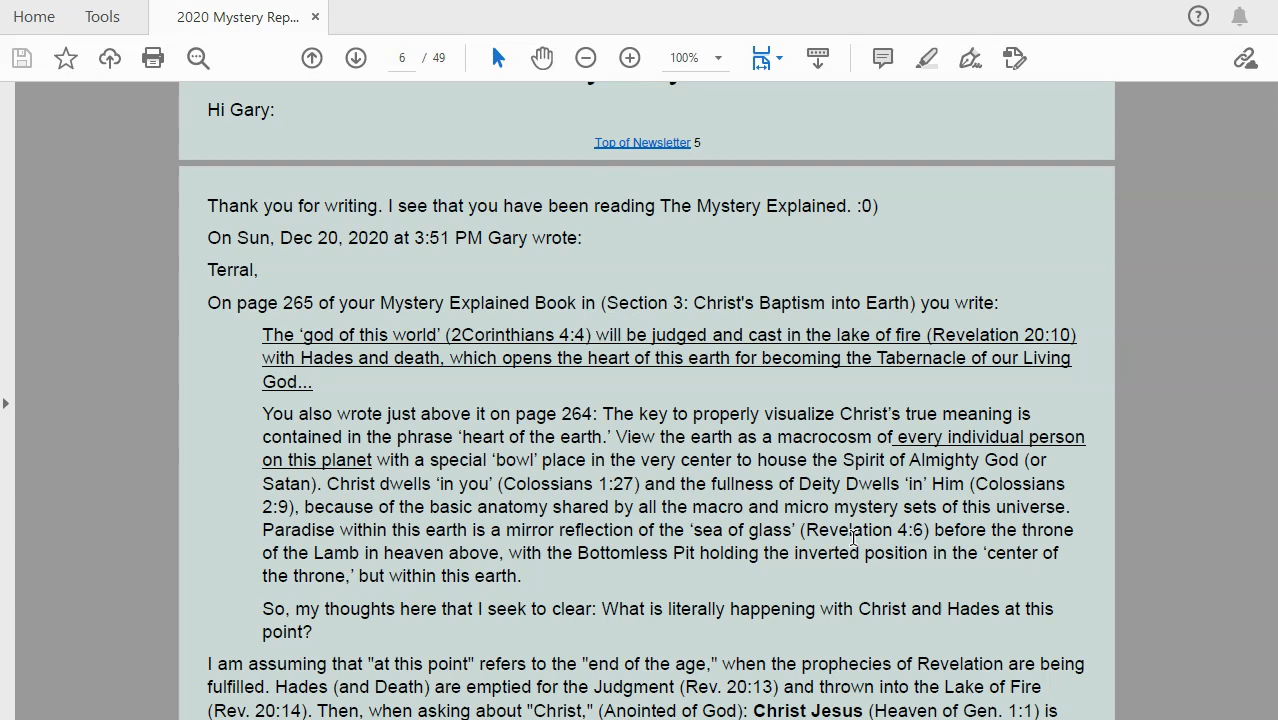 Home Tools 2020 Mystery Rep... ×
6 / 49 100%
Hi Gary:
Top of Newsletter 5
Thank you for writing. I see that you have been reading The Mystery Explained. :0)
On Sun, Dec 20, 2020 at 3:51 PM Gary wrote:
Terral,
On page 265 of your Mystery Explained Book in (Section 3: Christ's Baptism into Earth) you write:
The ‘god of this world’ (2Corinthians 4:4) will be judged and cast in the lake of fire (Revelation 20:10)
with Hades and death, which opens the heart of this earth for becoming the Tabernacle of our Living
God...
You also wrote just above it on page 264: The key to properly visualize Christ’s true meaning is
contained in the phrase ‘heart of the earth.’ View the earth as a macrocosm of every individual person
on this planet with a special ‘bowl’ place in the very center to house the Spirit of Almighty God (or
Satan). Christ dwells ‘in you’ (Colossians 1:27) and the fullness of Deity Dwells ‘in’ Him (Colossians
2:9), because of the basic anatomy shared by all the macro and micro mystery sets of this universe.
Paradise within this earth is a mirror reflection of the ‘sea of glass’ (Revelation 4:6) before the throne
of the Lamb in heaven above, with the Bottomless Pit holding the inverted position in the ‘center of
the throne,’ but within this earth.
So, my thoughts here that I seek to clear: What is literally happening with Christ and Hades at this
point?
I am assuming that "at this point" refers to the "end of the age," when the prophecies of Revelation are being
fulfilled. Hades (and Death) are emptied for the Judgment (Rev. 20:13) and thrown into the Lake of Fire
(Rev. 20:14). Then, when asking about "Christ," (Anointed of God): Christ Jesus (Heaven of Gen. 1:1) is